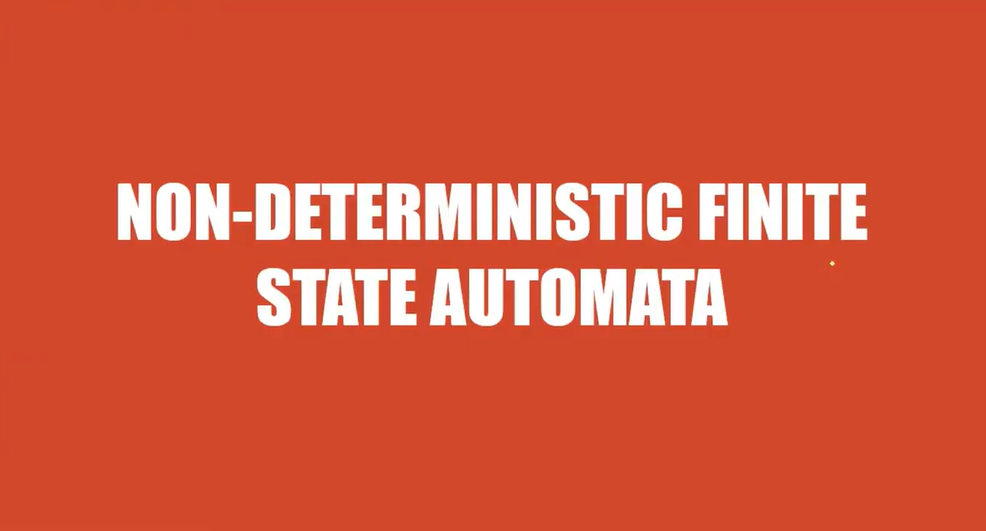 NON-DETERMINISTIC FINITE
STATE AUTOMATA